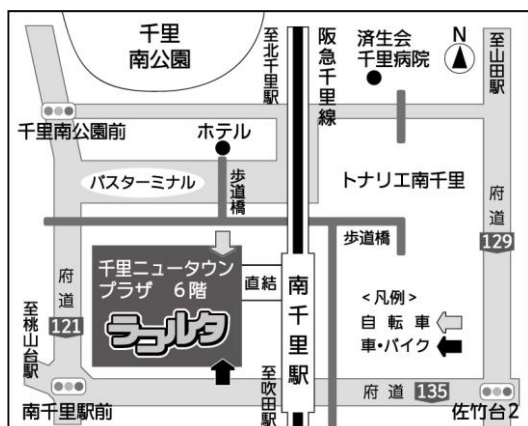 千里
南公園
至北千里駅
阪急千里線
済生会
千里病院
N
至山田駅
千里南公園前
ホテル
バスターミナル
歩道橋
トナリエ南千里
府道
129
歩道橋
千里ニュータウン
プラザ 6階
ラコルタ
直結
南千里駅
<凡例>
自転車
車・バイク
府道
121
至桃山台駅
南千里駅前
至吹田駅
府道 135
佐竹台2